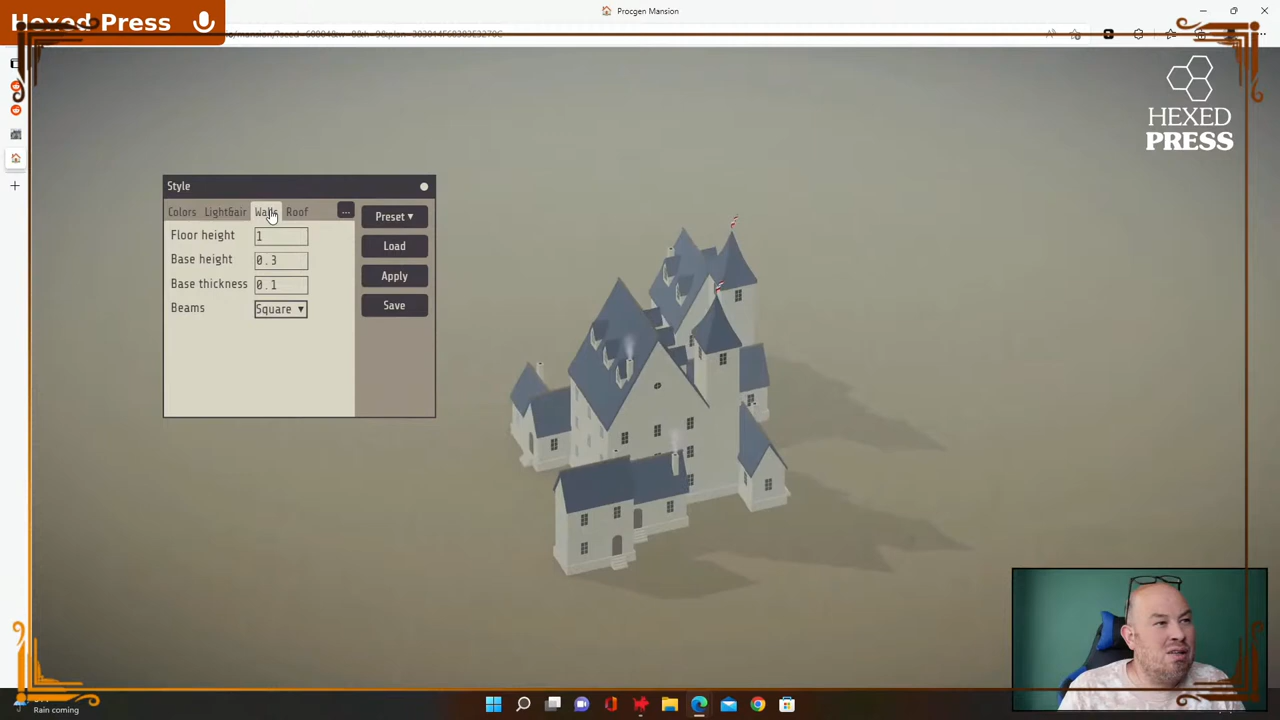 Hexed Press
Procgen Mansion
HEXED
PRESS
Style
Colors Light&air Walls Roof ...
Preset ▾
Load
Apply
Save
Floor height 1
Base height 0.3
Base thickness 0.1
Beams Square ▾
Rain coming